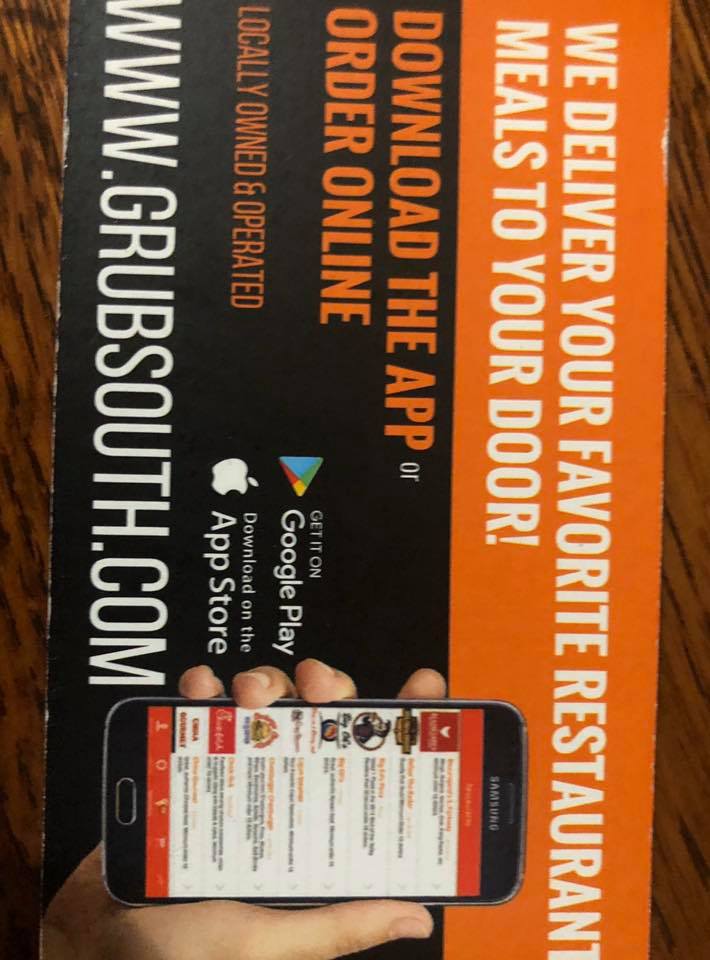 WE DELIVER YOUR FAVORITE RESTAURANT
MEALS TO YOUR DOOR!
DOWNLOAD THE APP or
ORDER ONLINE
LOCALLY OWNED & OPERATED
GET IT ON
Google Play
Download on the
App Store
WWW.GRUBSOUTH.COM
SAMSUNG